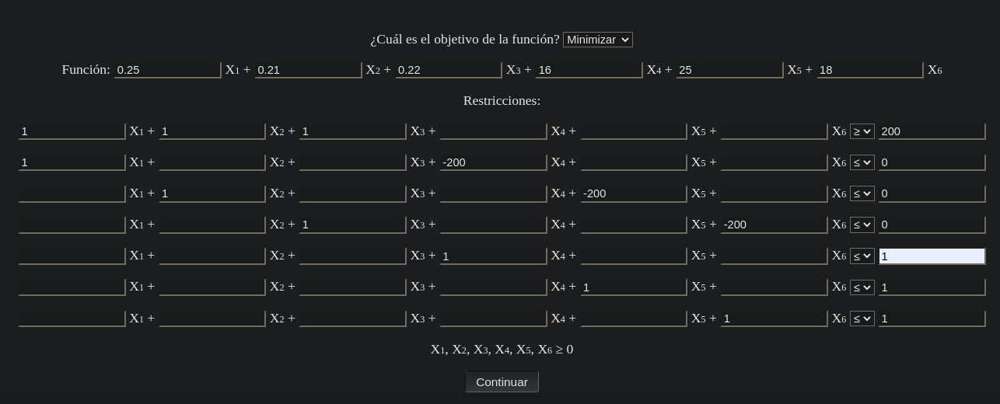 ¿Cuál es el objetivo de la función? Minimizar
Función: 0.25 X1 + 0.21 X2 + 0.22 X3 + 16 X4 + 25 X5 + 18 X6
Restricciones:
1 X1 + 1 X2 + 1 X3 + X4 + X5 + X6 ≥ 200
1 X1 + X2 + X3 + -200 X4 + X5 + X6 ≤ 0
X1 + 1 X2 + X3 + X4 + -200 X5 + X6 ≤ 0
X1 + X2 + 1 X3 + X4 + X5 + -200 X6 ≤ 0
X1 + X2 + X3 + 1 X4 + X5 + X6 ≤ 1
X1 + X2 + X3 + X4 + 1 X5 + X6 ≤ 1
X1 + X2 + X3 + X4 + X5 + 1 X6 ≤ 1
X1, X2, X3, X4, X5, X6 ≥ 0
Continuar